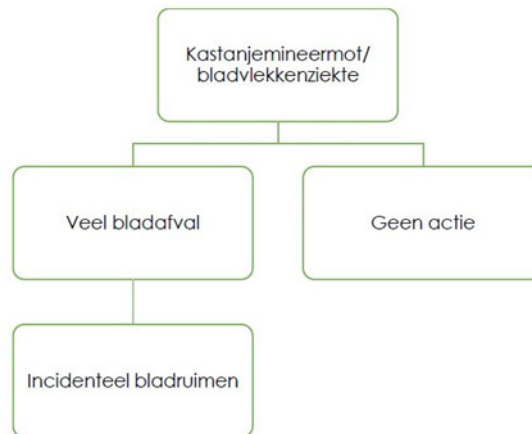 Kastanjemineermot/
bladvlekkenziekte
Veel bladafval
Geen actie
Incidenteel bladruimen